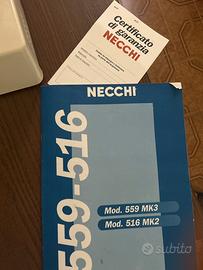 Certificato
di garanzia
NECCHI
NECCHI
559-516
Mod. 559 MK3
Mod. 516 MK2
subito